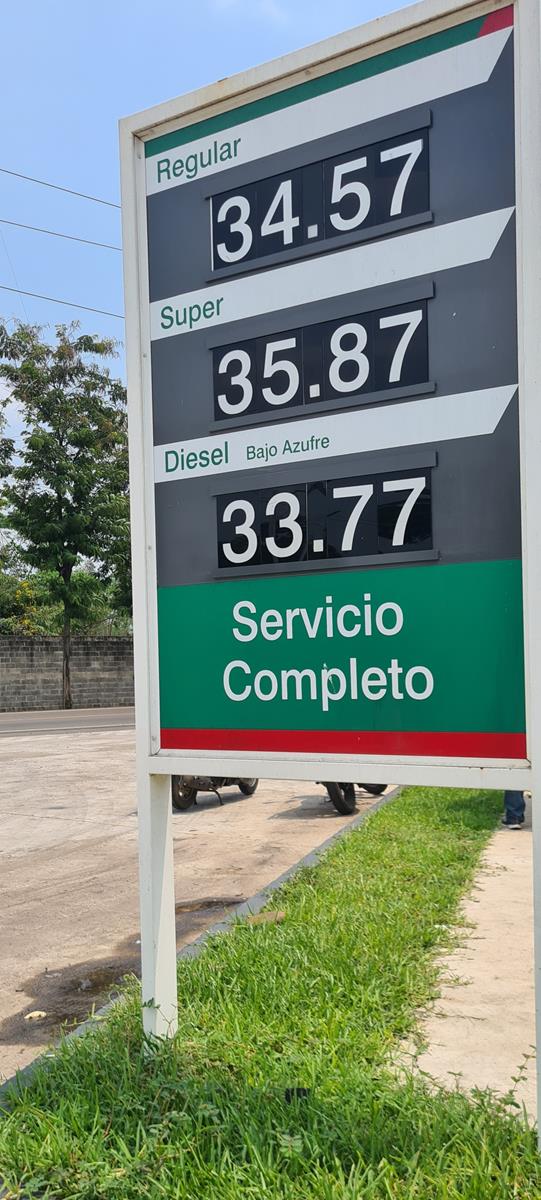 Regular
34.57
Super
35.87
Diesel Bajo Azufre
33.77
Servicio
Completo